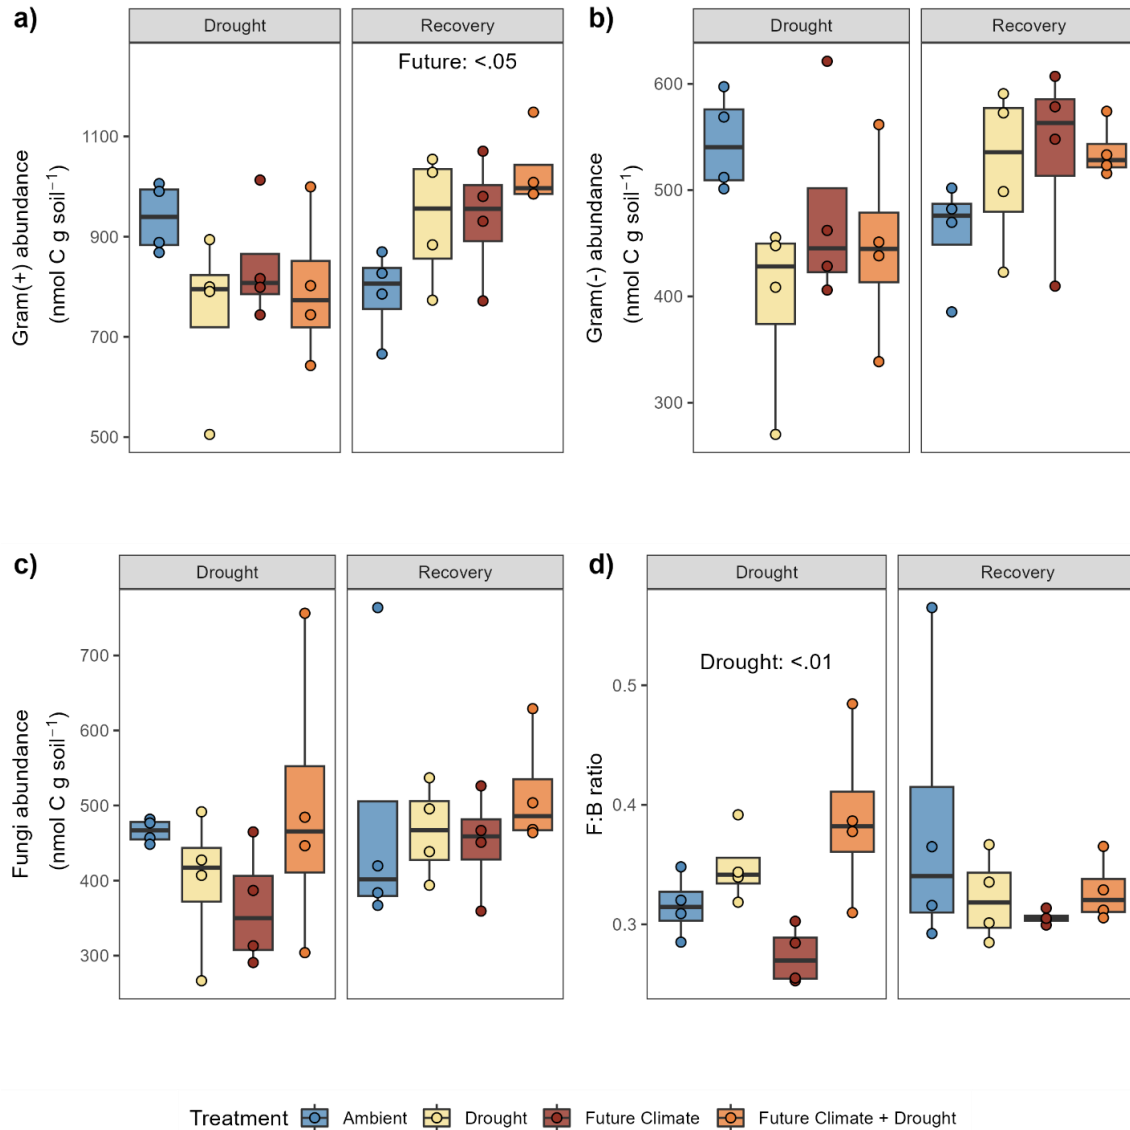 a)
Drought
Recovery
Future: <.05
Gram(+) abundance
(nmol C g soil⁻¹)
1100
900
700
500
b)
Drought
Recovery
Gram(-) abundance
(nmol C g soil⁻¹)
600
500
400
300
c)
Drought
Recovery
Fungi abundance
(nmol C g soil⁻¹)
700
600
500
400
300
d)
Drought
Recovery
Drought: <.01
F:B ratio
0.5
0.4
0.3
Treatment Ambient Drought Future Climate Future Climate + Drought